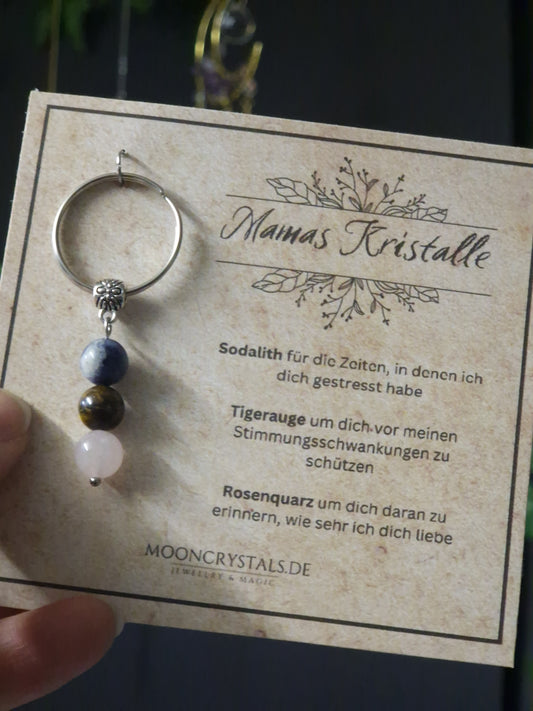 Mamas Kristalle
Sodalith für die Zeiten, in denen ich
dich gestresst habe
Tigerauge um dich vor meinen
Stimmungsschwankungen zu
schützen
Rosenquarz um dich daran zu
erinnern, wie sehr ich dich liebe
MOONCRYSTALS.DE
JEWELRY & MAGIC